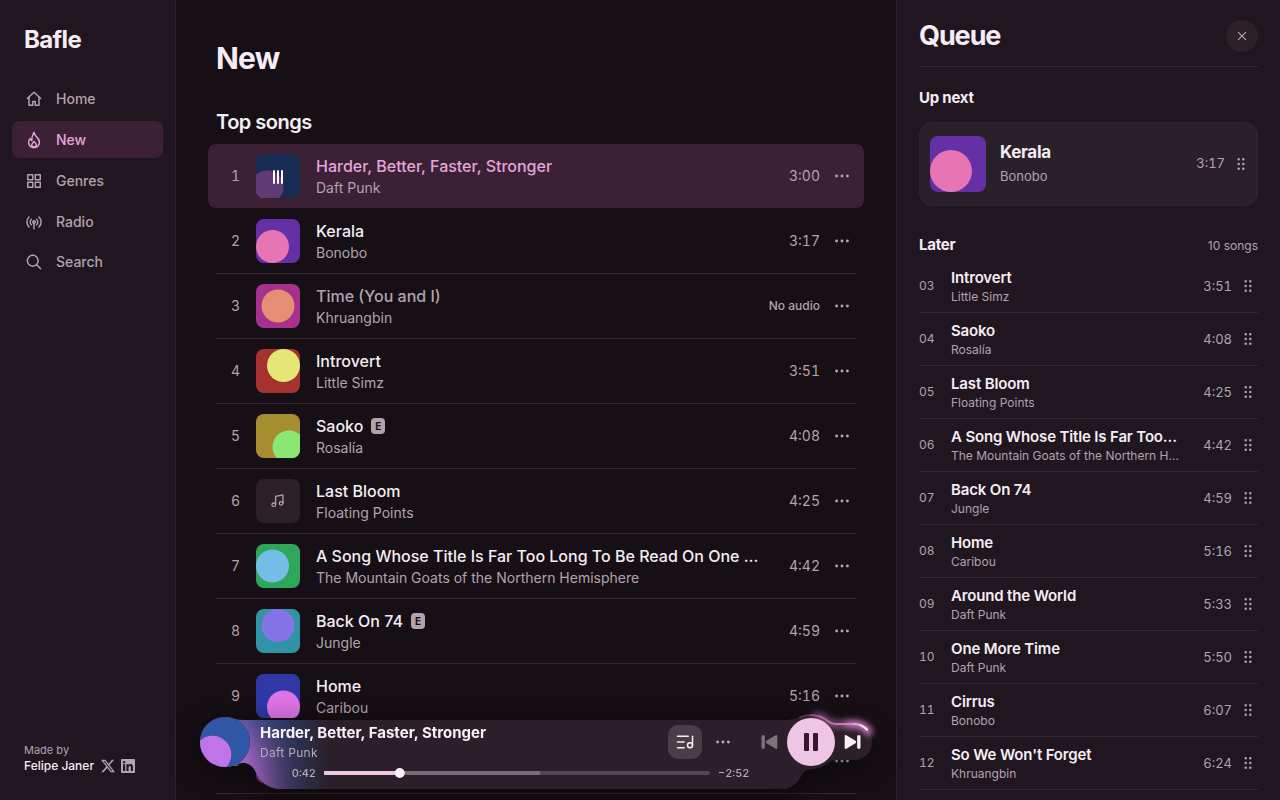 Bafle
Home
New
Genres
Radio
Search
Made by
Felipe Janer
New
Top songs
1 Harder, Better, Faster, Stronger 3:00
Daft Punk
2 Kerala 3:17
Bonobo
3 Time (You and I) No audio
Khruangbin
4 Introvert 3:51
Little Simz
5 Saoko E 4:08
Rosalía
6 Last Bloom 4:25
Floating Points
7 A Song Whose Title Is Far Too Long To Be Read On One ... 4:42
The Mountain Goats of the Northern Hemisphere
8 Back On 74 E 4:59
Jungle
9 Home 5:16
Caribou
Harder, Better, Faster, Stronger
Daft Punk
0:42 −2:52
Queue
Up next
Kerala 3:17
Bonobo
Later 10 songs
03 Introvert 3:51
Little Simz
04 Saoko 4:08
Rosalía
05 Last Bloom 4:25
Floating Points
06 A Song Whose Title Is Far Too... 4:42
The Mountain Goats of the Northern H...
07 Back On 74 4:59
Jungle
08 Home 5:16
Caribou
09 Around the World 5:33
Daft Punk
10 One More Time 5:50
Daft Punk
11 Cirrus 6:07
Bonobo
12 So We Won't Forget 6:24
Khruangbin